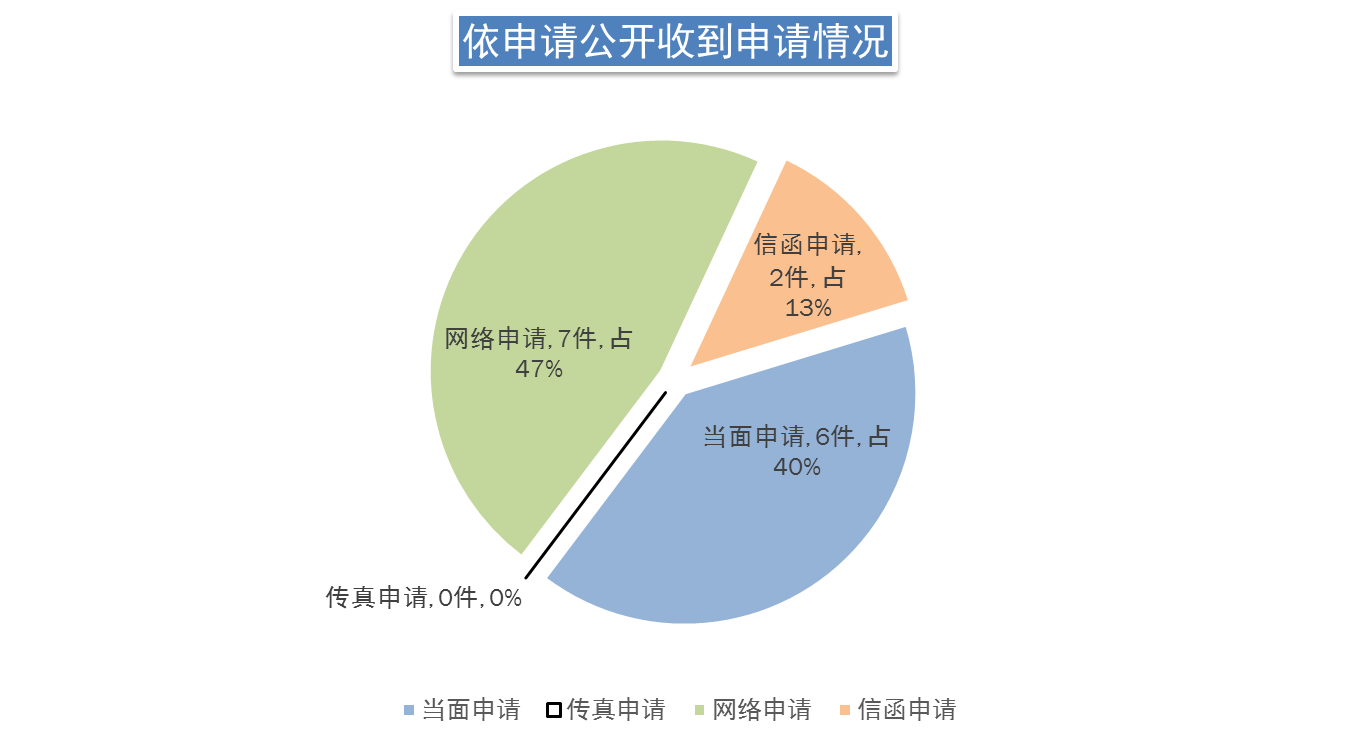 依申请公开收到申请情况
信函申请,
2件, 占
13%
网络申请, 7件, 占
47%
当面申请, 6件, 占
40%
传真申请, 0件, 0%
当面申请 传真申请 网络申请 信函申请